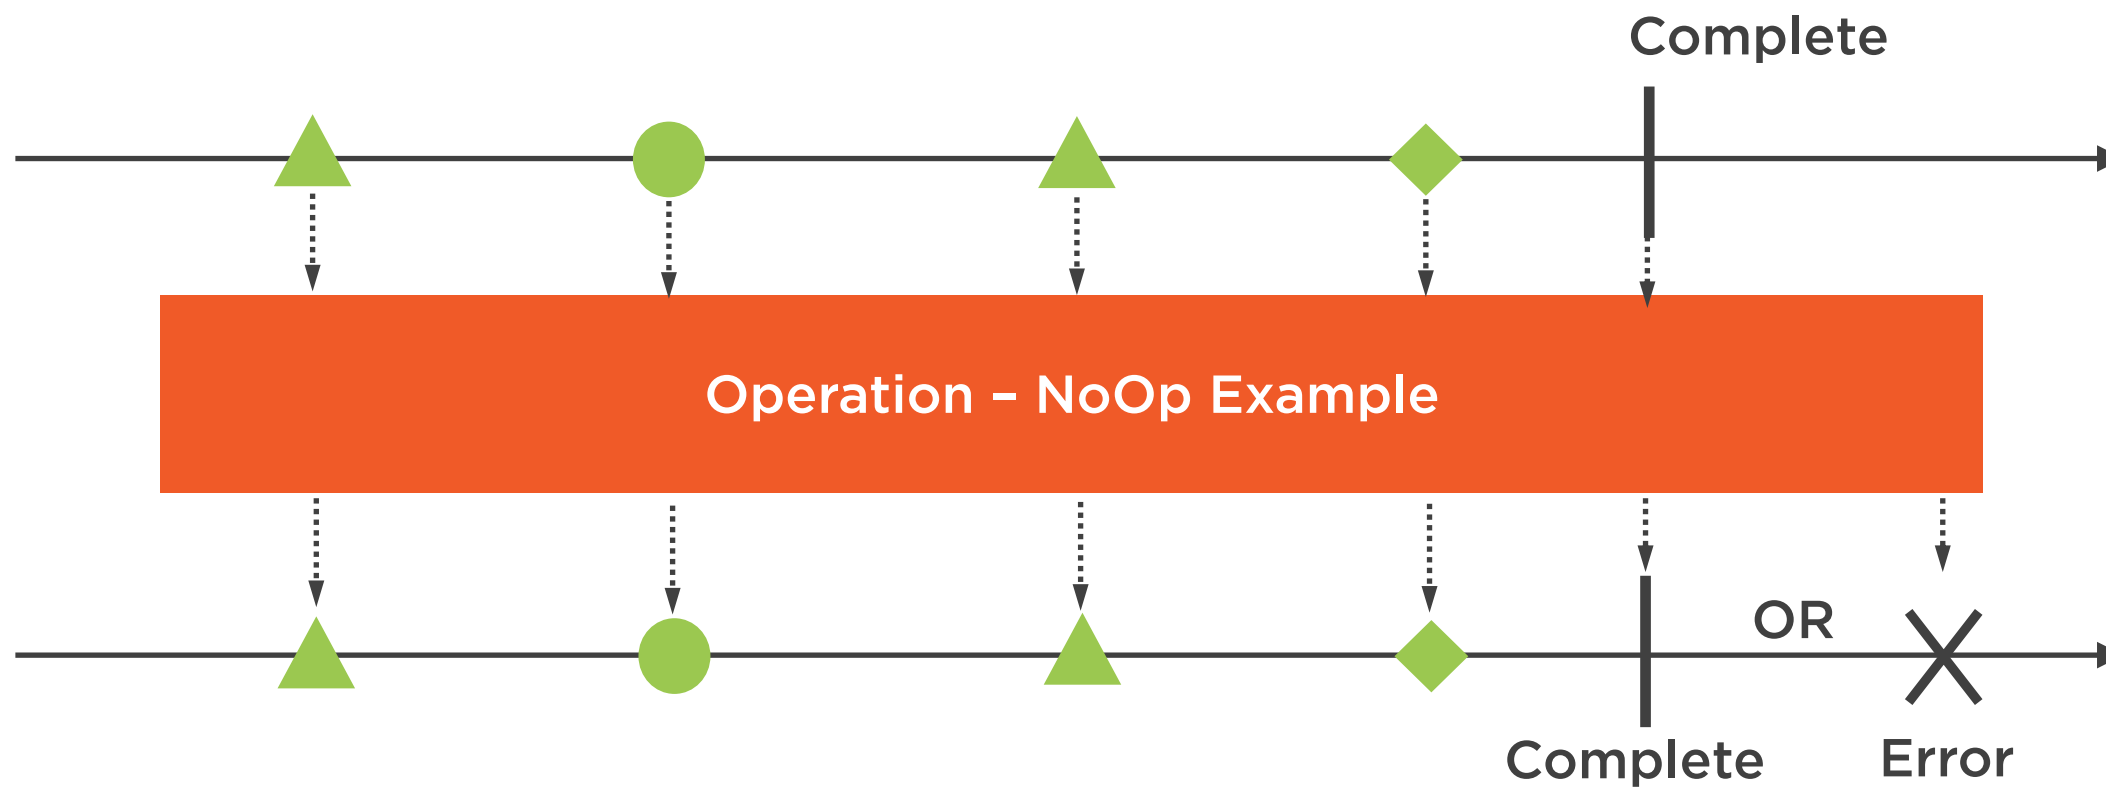 Complete
Operation – NoOp Example
OR
Complete
Error